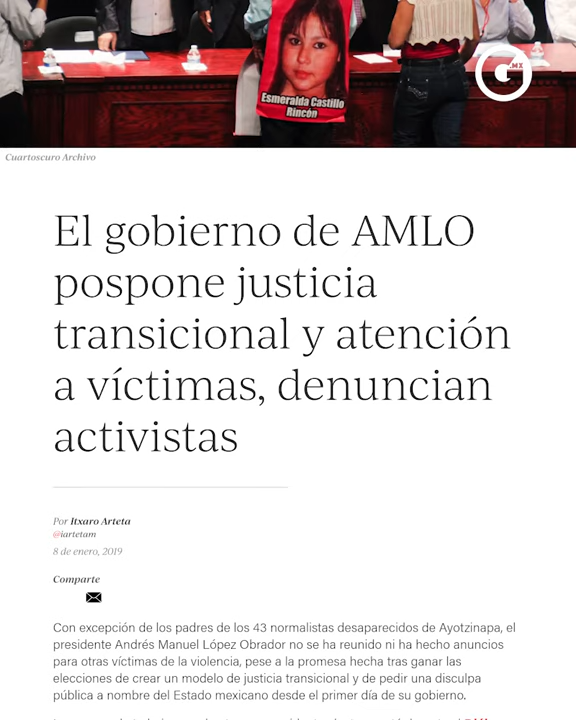 Esmeralda Castillo
Rincón
G.MX
Cuartoscuro Archivo
El gobierno de AMLO
pospone justicia
transicional y atención
a víctimas, denuncian
activistas
Por Itxaro Arteta
@iartetam
8 de enero, 2019
Comparte
Con excepción de los padres de los 43 normalistas desaparecidos de Ayotzinapa, el
presidente Andrés Manuel López Obrador no se ha reunido ni ha hecho anuncios
para otras víctimas de la violencia, pese a la promesa hecha tras ganar las
elecciones de crear un modelo de justicia transicional y de pedir una disculpa
pública a nombre del Estado mexicano desde el primer día de su gobierno.